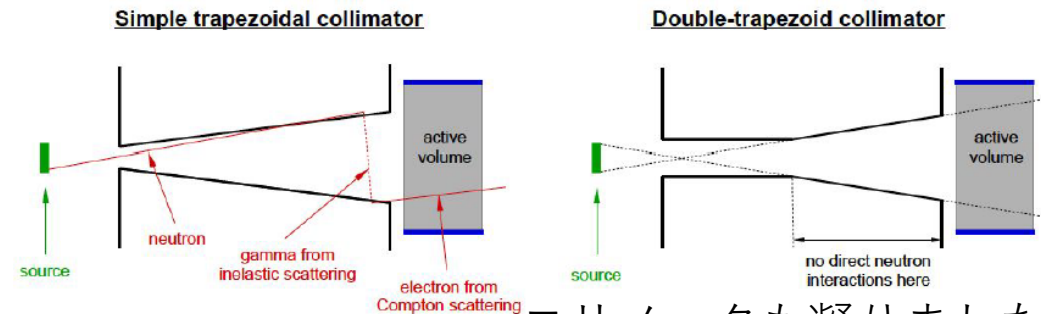 Simple trapezoidal collimator
Double-trapezoid collimator
active
volume
active
volume
neutron
gamma from
inelastic scattering
source
electron from
Compton scattering
source
no direct neutron
interactions here